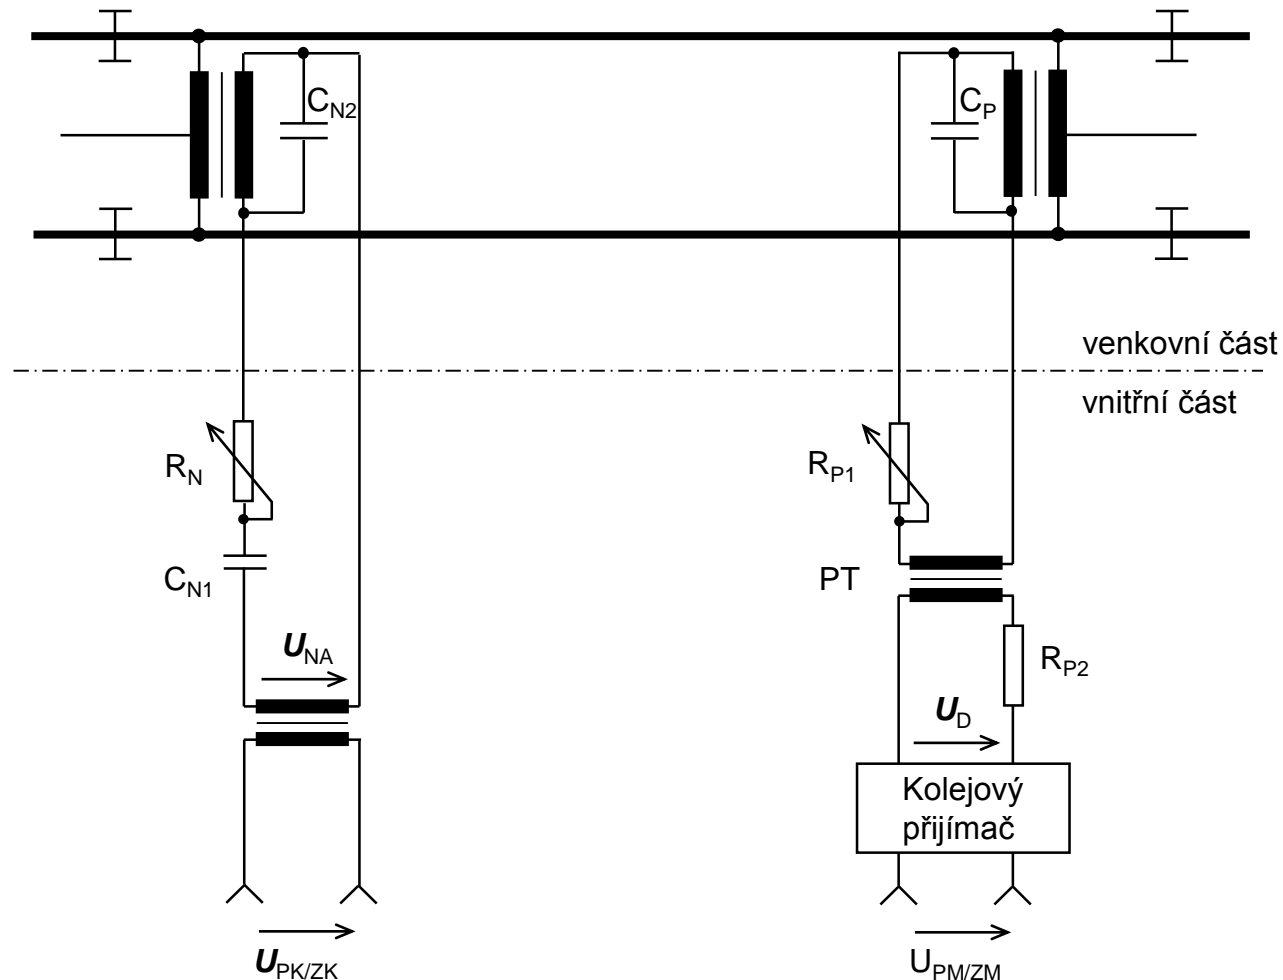 C_N2
C_P
venkovní část
vnitřní část
R_N
R_P1
C_N1
PT
U_NA
R_P2
U_D
Kolejový
přijímač
U_PK/ZK
U_PM/ZM